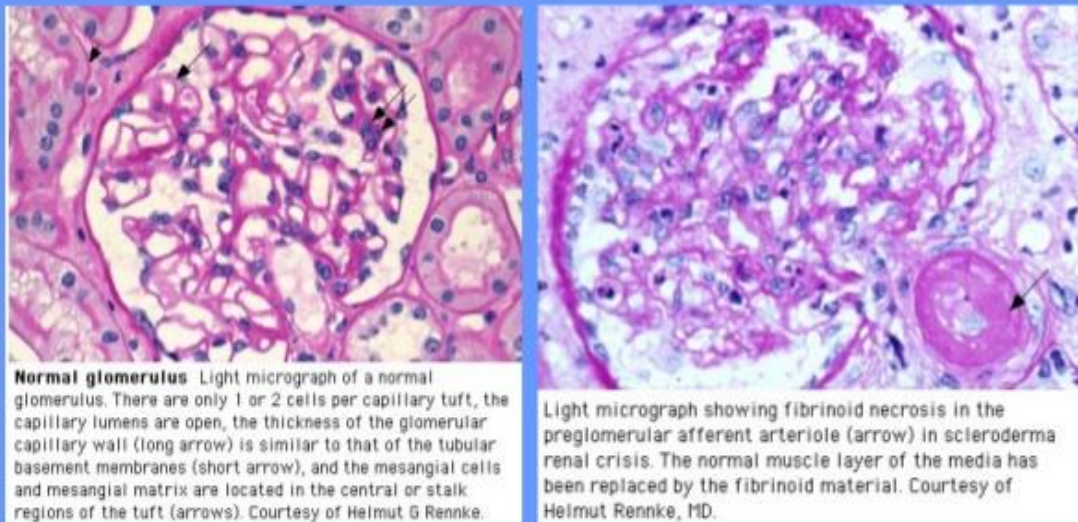 Normal glomerulus Light micrograph of a normal
glomerulus. There are only 1 or 2 cells per capillary tuft, the
capillary lumens are open, the thickness of the glomerular
capillary wall (long arrow) is similar to that of the tubular
basement membranes (short arrow), and the mesangial cells
and mesangial matrix are located in the central or stalk
regions of the tuft (arrows). Courtesy of Helmut G Rennke.
Light micrograph showing fibrinoid necrosis in the
preglomerular afferent arteriole (arrow) in scleroderma
renal crisis. The normal muscle layer of the media has
been replaced by the fibrinoid material. Courtesy of
Helmut Rennke, MD.